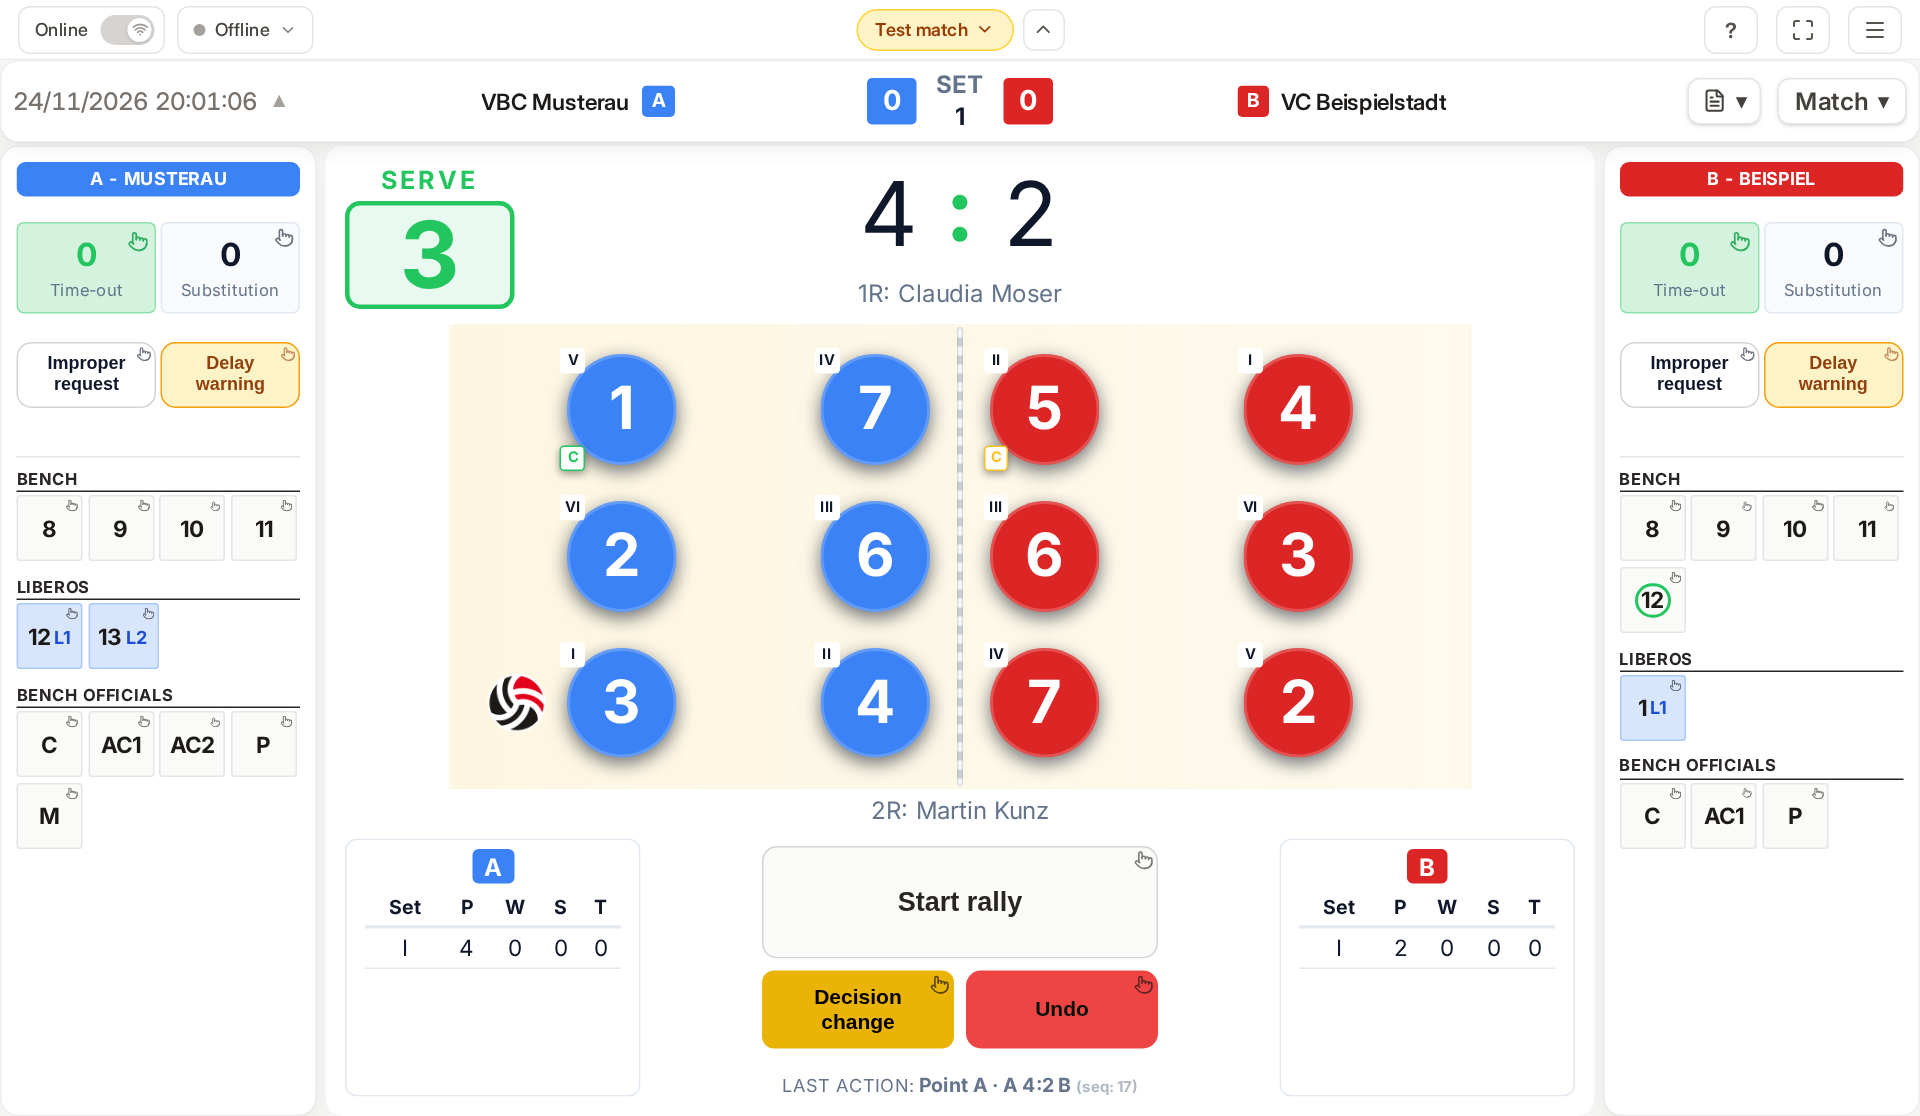 Online
Offline
Test match
?
24/11/2026 20:01:06 ▲
VBC Musterau A
0 SET 1 0
B VC Beispielstadt
▾
Match ▾
A - MUSTERAU
0 Time-out
0 Substitution
Improper request
Delay warning
BENCH
8 9 10 11
LIBEROS
12 L1 13 L2
BENCH OFFICIALS
C AC1 AC2 P
M
SERVE
3
4 : 2
1R: Claudia Moser
V 1 C IV 7 II 5 C I 4
VI 2 III 6 III 6 VI 3
I 3 II 4 IV 7 V 2
2R: Martin Kunz
A
Set P W S T
I 4 0 0 0
Start rally
Decision change
Undo
LAST ACTION: Point A · A 4:2 B (seq: 17)
B
Set P W S T
I 2 0 0 0
B - BEISPIEL
0 Time-out
0 Substitution
Improper request
Delay warning
BENCH
8 9 10 11
12
LIBEROS
1 L1
BENCH OFFICIALS
C AC1 P